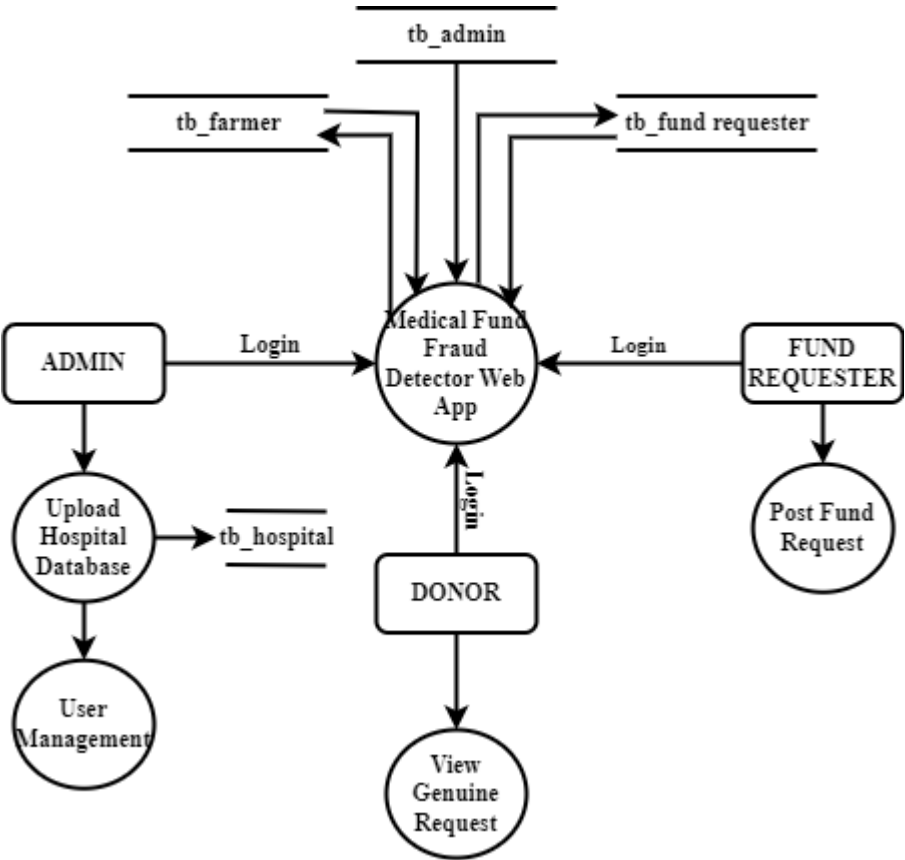 tb_admin
tb_farmer
tb_fund requester
Medical Fund
Fraud
Detector Web
App
ADMIN
Login
Login
FUND
REQUESTER
Login
Upload
Hospital
Database
tb_hospital
Post Fund
Request
DONOR
User
Management
View
Genuine
Request